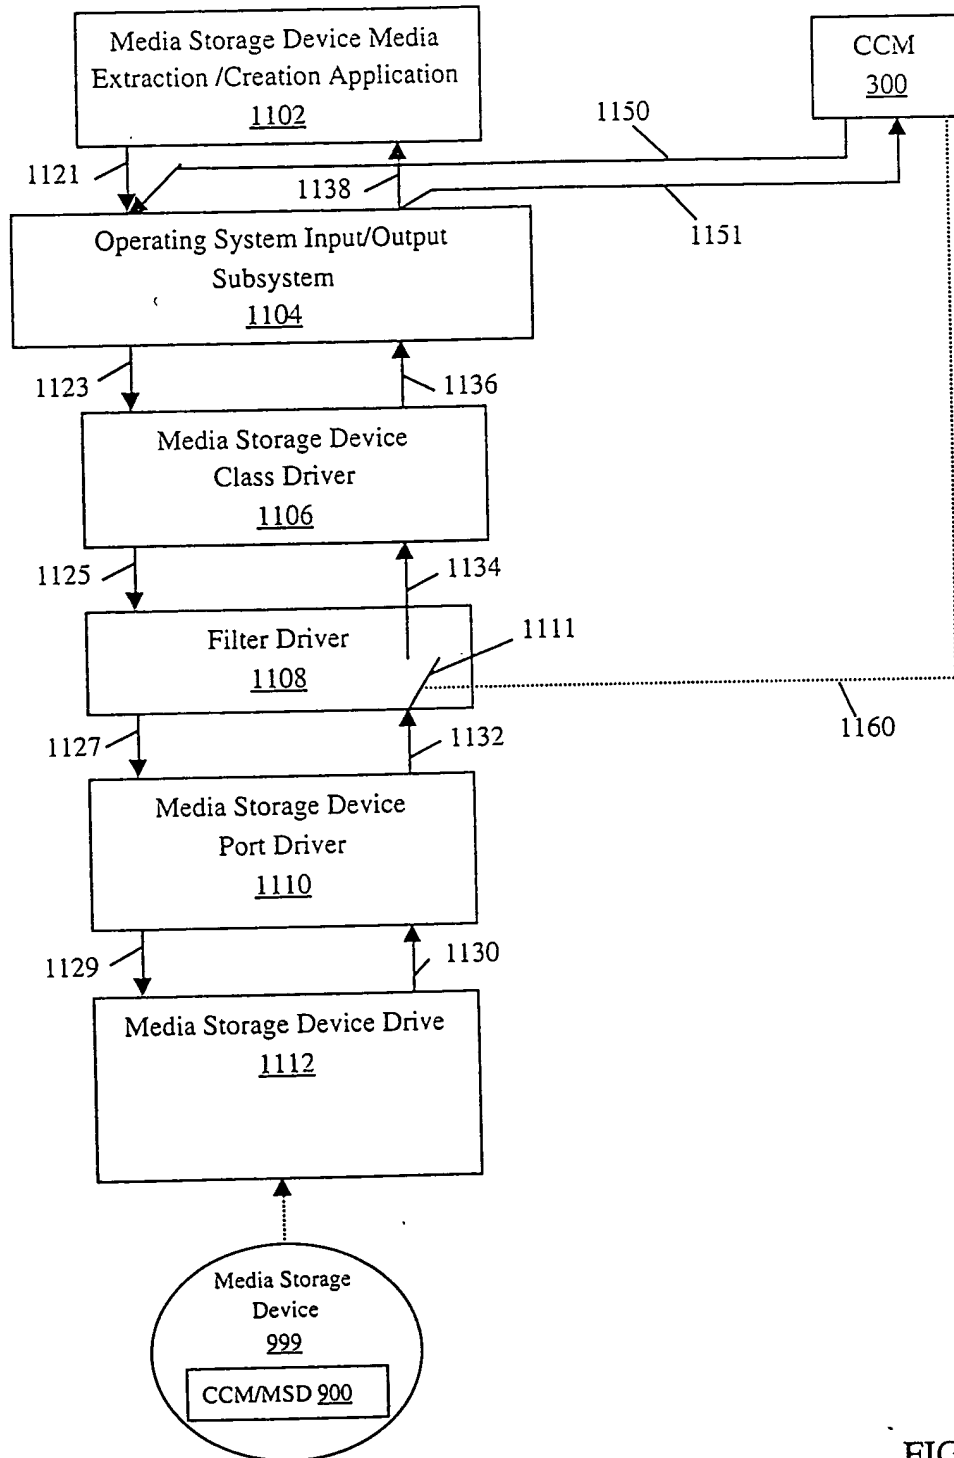 Media Storage Device Media
Extraction /Creation Application
1102
CCM
300
1150
1121
1138
1151
Operating System Input/Output
Subsystem
1104
1123
1136
Media Storage Device
Class Driver
1106
1125
1134
Filter Driver
1108
1111
1127
1132
1160
Media Storage Device
Port Driver
1110
1129
1130
Media Storage Device Drive
1112
Media Storage
Device
999
CCM/MSD 900
FIG